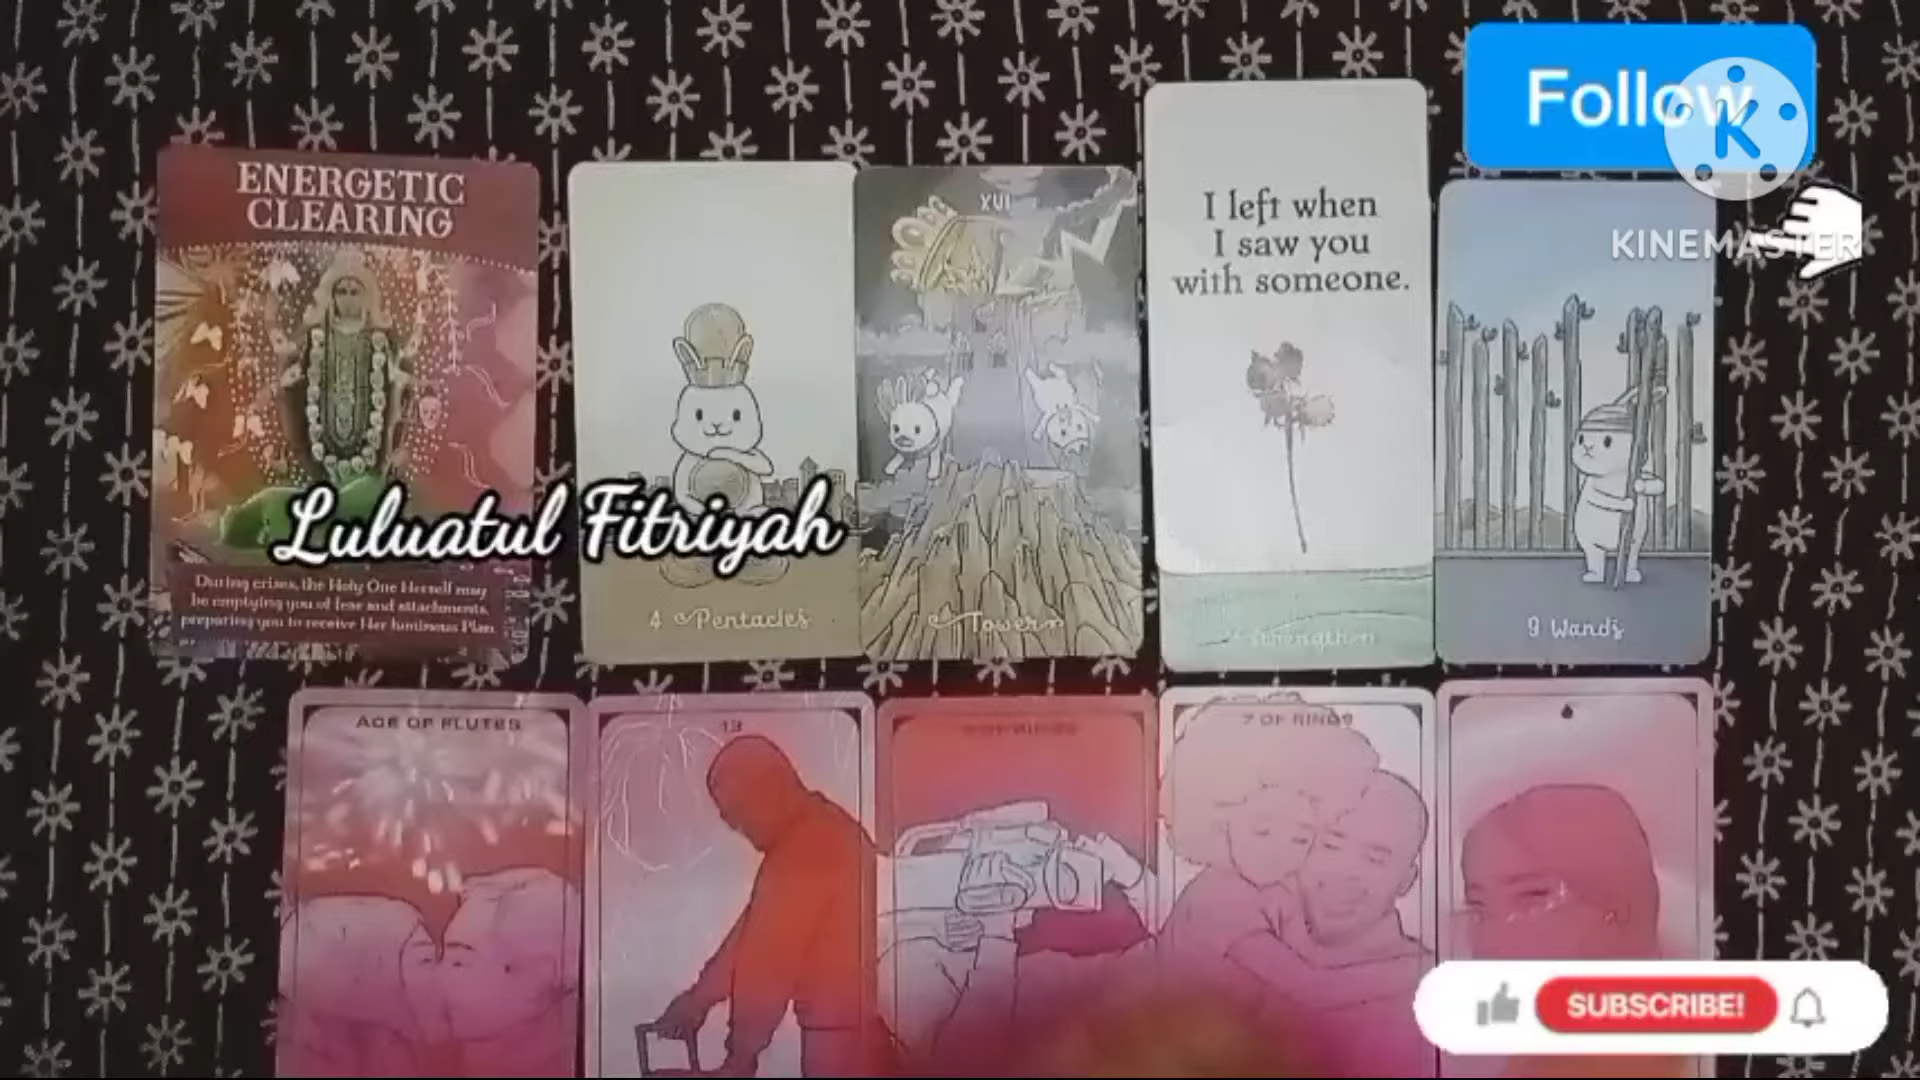 Follow
K
KINEMASTER
ENERGETIC
CLEARING
During crises, the Holy One Herself may
be emptying you of fear and attachments,
preparing you to receive Her luminous Plan.
4 Pentacles
XVI
Tower
I left when
I saw you
with someone.
9 Wands
Luluatul Fitriyah
ACE OF FLUTES
13
7 OF RINGS
SUBSCRIBE!